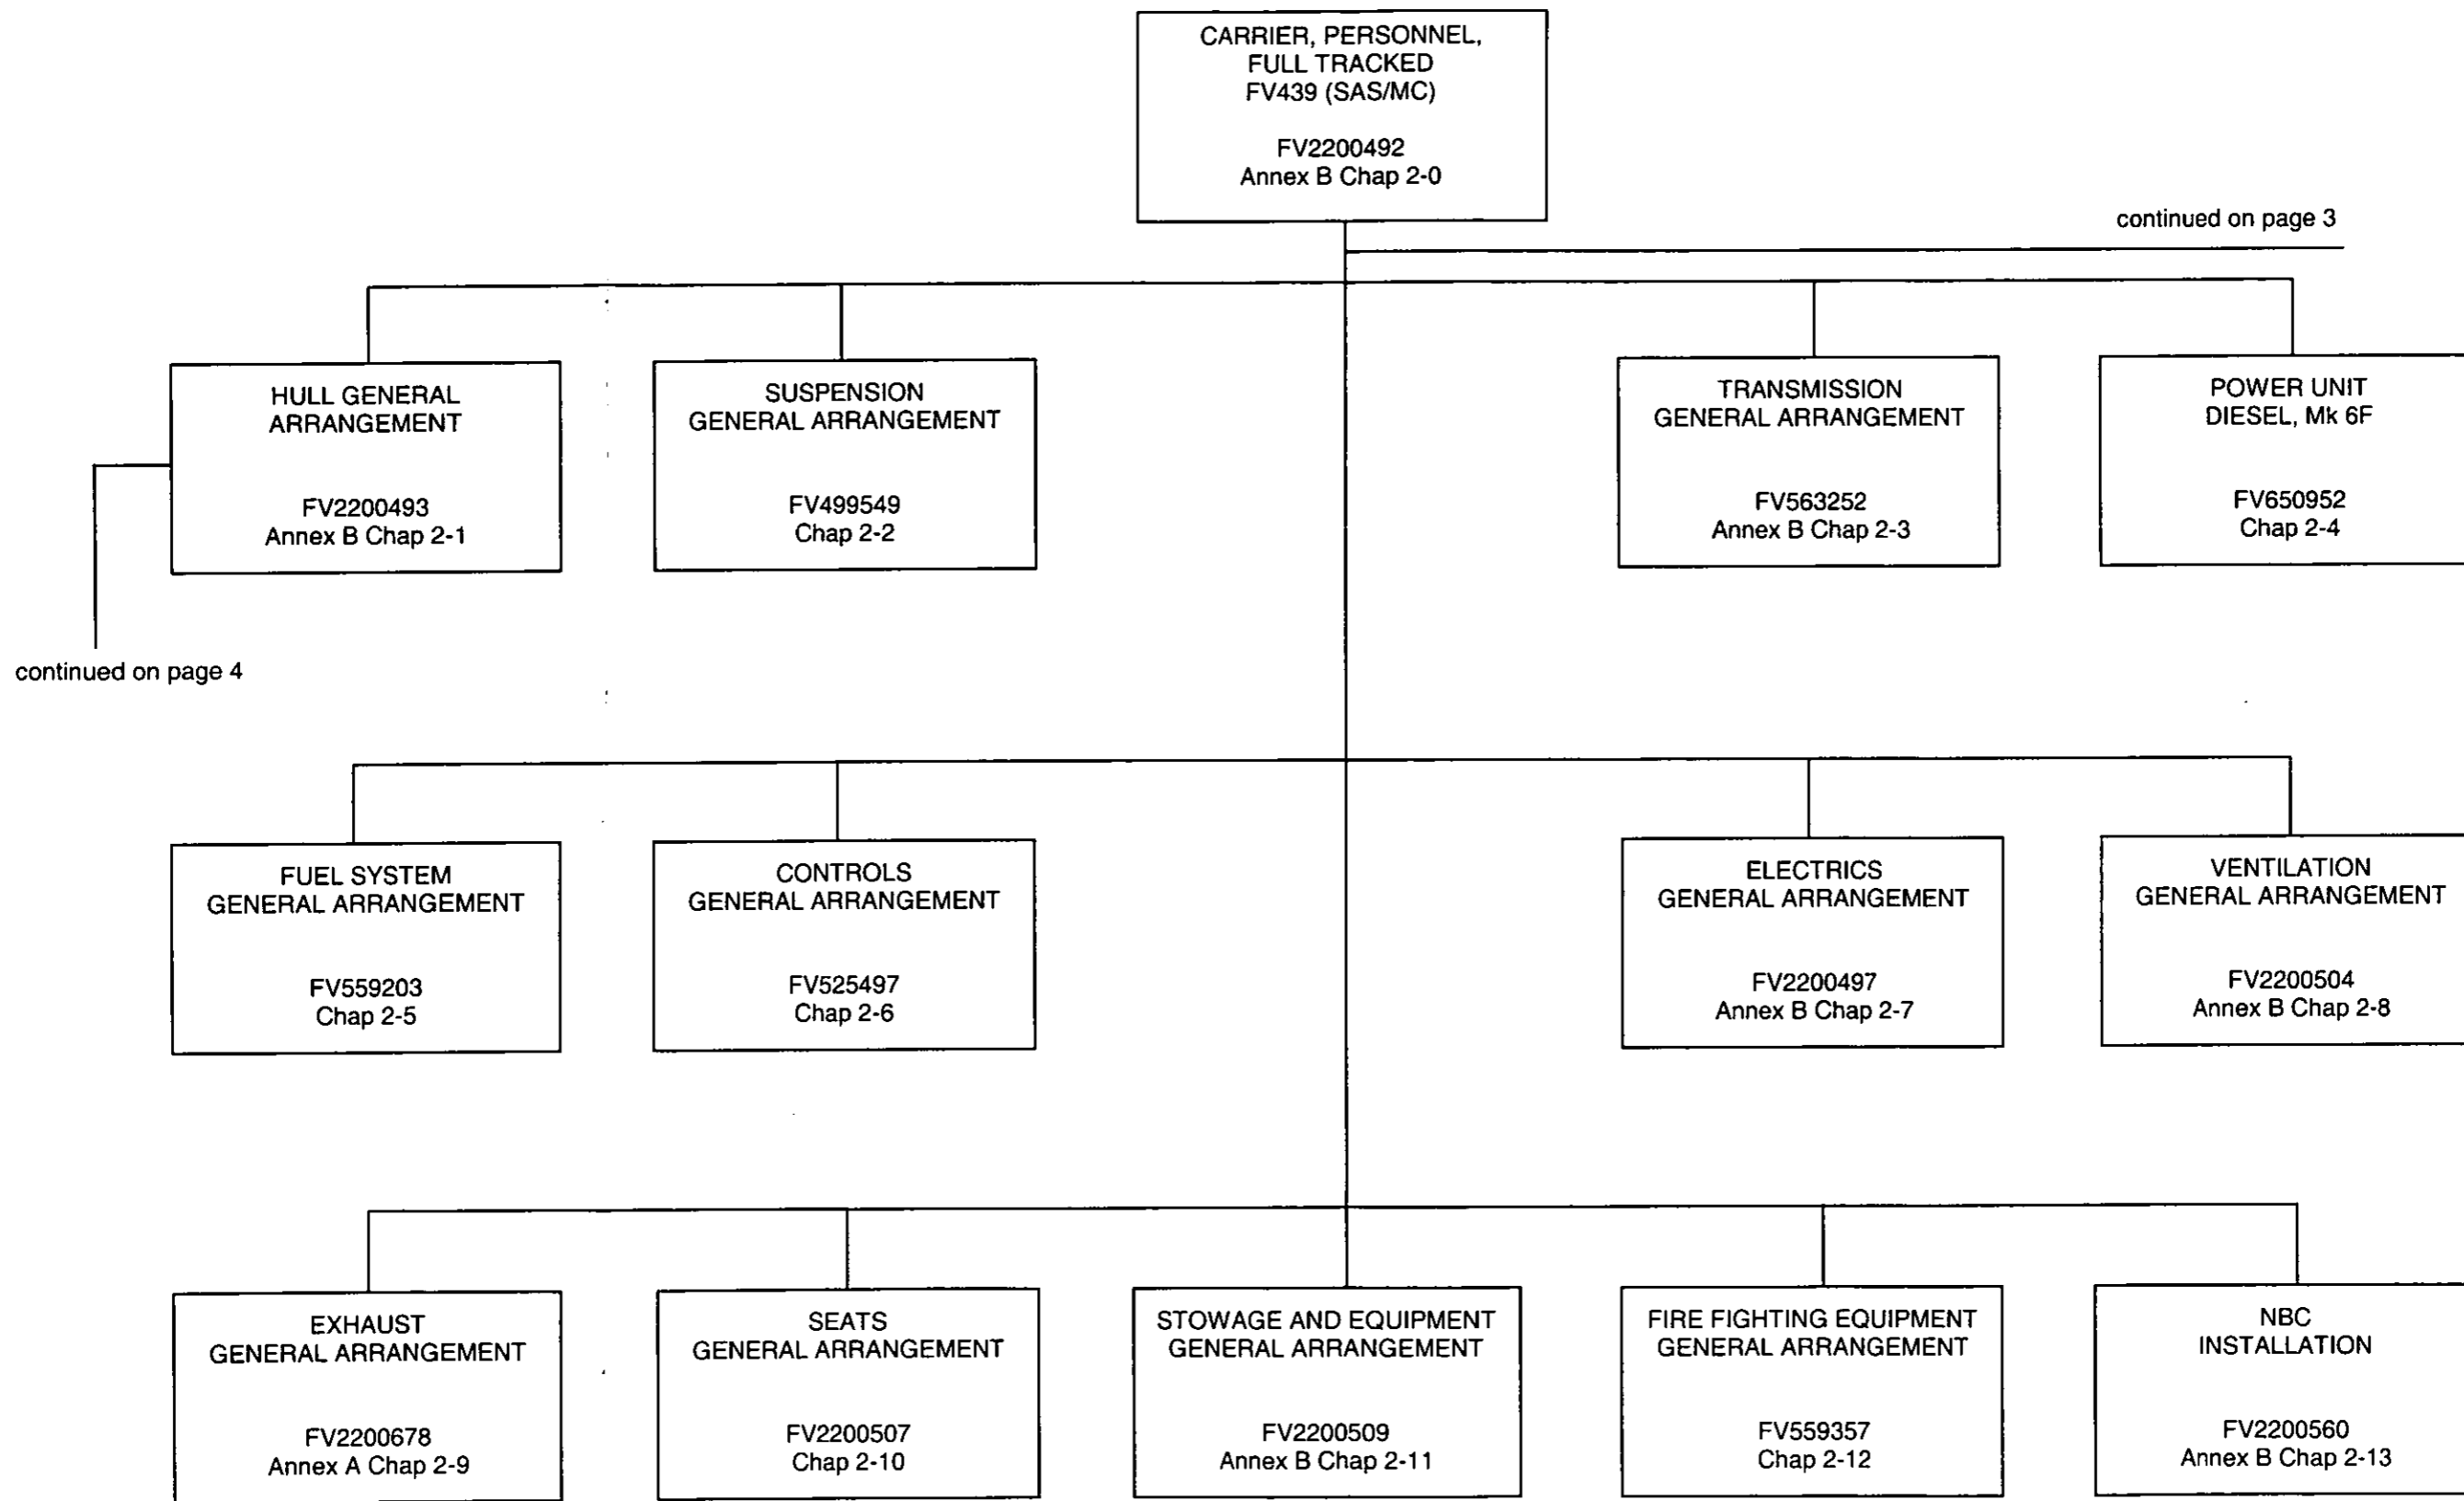 CARRIER, PERSONNEL,
FULL TRACKED
FV439 (SAS/MC)
FV2200492
Annex B Chap 2-0
continued on page 3
HULL GENERAL
ARRANGEMENT
FV2200493
Annex B Chap 2-1
SUSPENSION
GENERAL ARRANGEMENT
FV499549
Chap 2-2
TRANSMISSION
GENERAL ARRANGEMENT
FV563252
Annex B Chap 2-3
POWER UNIT
DIESEL, Mk 6F
FV650952
Chap 2-4
continued on page 4
FUEL SYSTEM
GENERAL ARRANGEMENT
FV559203
Chap 2-5
CONTROLS
GENERAL ARRANGEMENT
FV525497
Chap 2-6
ELECTRICS
GENERAL ARRANGEMENT
FV2200497
Annex B Chap 2-7
VENTILATION
GENERAL ARRANGEMENT
FV2200504
Annex B Chap 2-8
EXHAUST
GENERAL ARRANGEMENT
FV2200678
Annex A Chap 2-9
SEATS
GENERAL ARRANGEMENT
FV2200507
Chap 2-10
STOWAGE AND EQUIPMENT
GENERAL ARRANGEMENT
FV2200509
Annex B Chap 2-11
FIRE FIGHTING EQUIPMENT
GENERAL ARRANGEMENT
FV559357
Chap 2-12
NBC
INSTALLATION
FV2200560
Annex B Chap 2-13